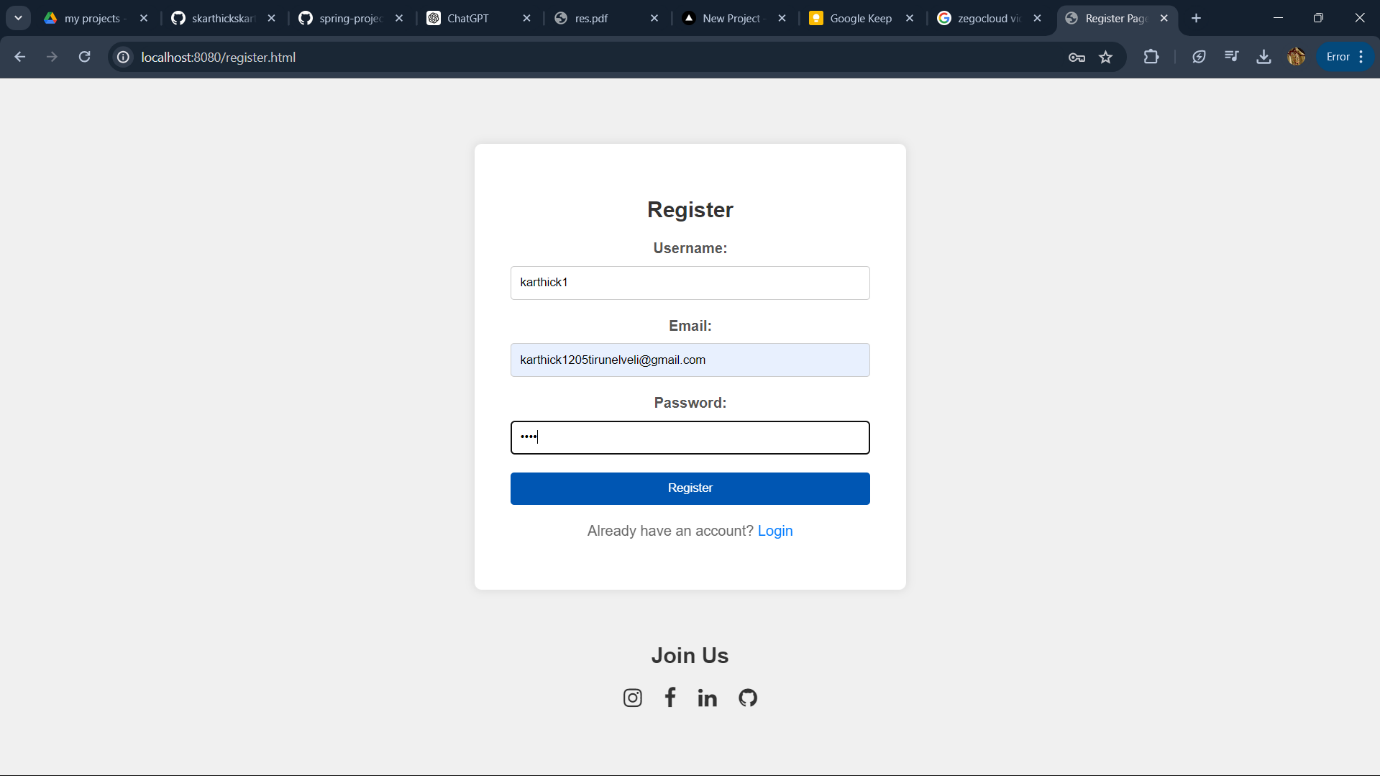 my projects -
skarthickskar
spring-projec
ChatGPT
res.pdf
New Project
Google Keep
zegocloud vi
Register Page
localhost:8080/register.html
Error
Register
Username:
karthick1
Email:
karthick1205tirunelveli@gmail.com
Password:
••••
Register
Already have an account? Login
Join Us